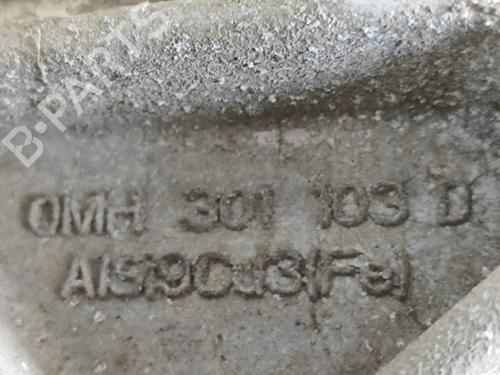 B-PARTS
0MH 301 103 D
AlSi9Cu3(Fe)